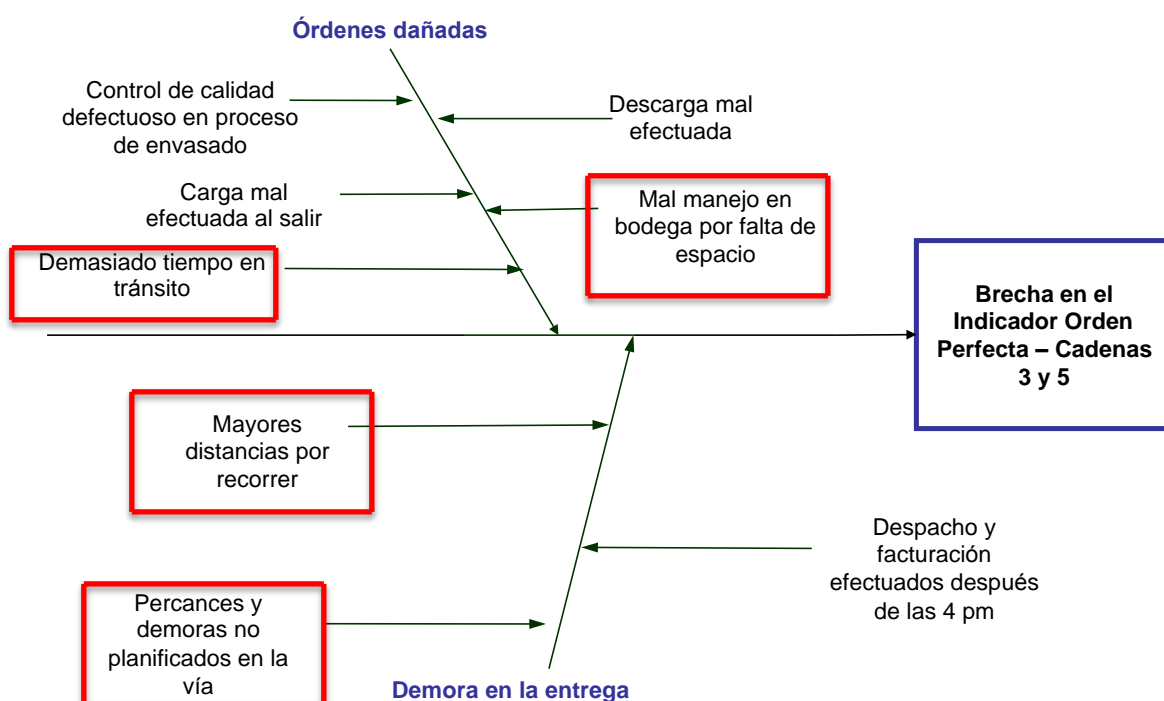 Órdenes dañadas
Control de calidad
defectuoso en proceso
de envasado
Descarga mal
efectuada
Carga mal
efectuada al salir
Mal manejo en
bodega por falta de
espacio
Demasiado tiempo en
tránsito
Brecha en el
Indicador Orden
Perfecta – Cadenas
3 y 5
Mayores
distancias por
recorrer
Despacho y
facturación
efectuados después
de las 4 pm
Percances y
demoras no
planificados en la
vía
Demora en la entrega